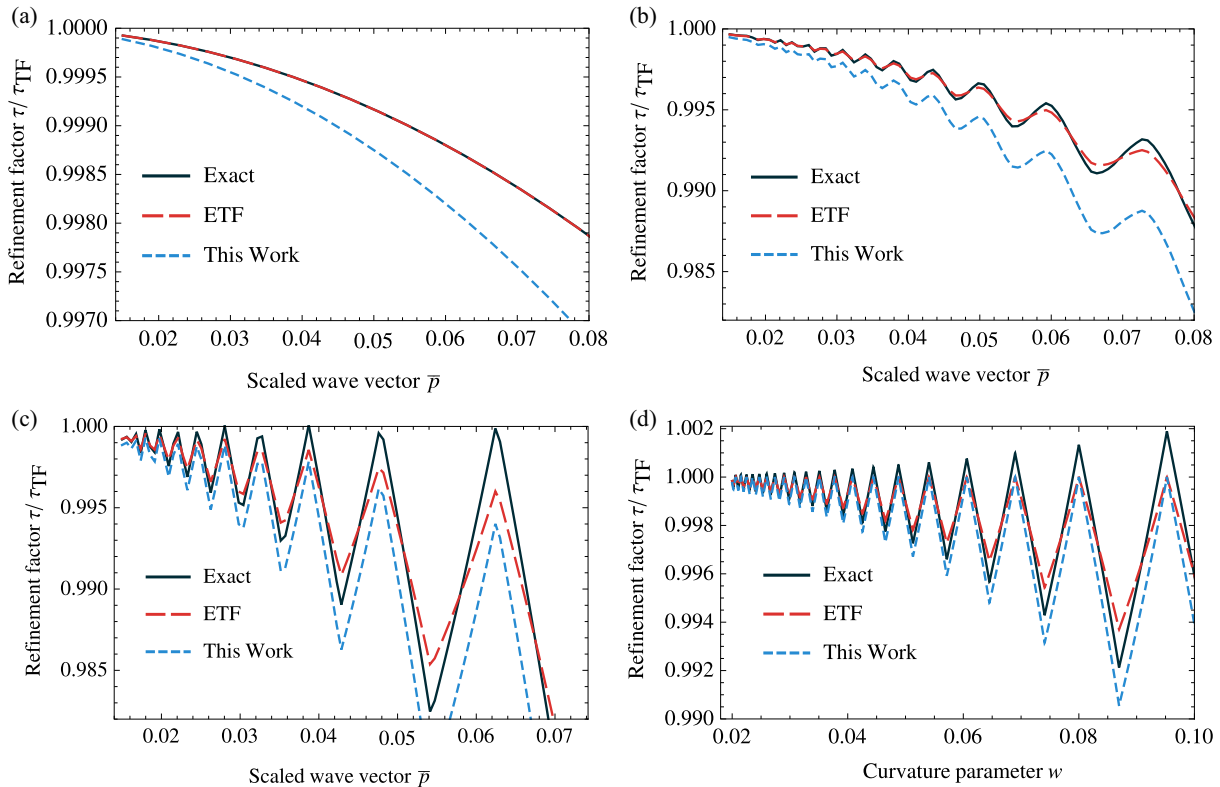 (a)
1.0000
0.9995
0.9990
0.9985
0.9980
0.9975
0.9970
Refinement factor τ/ τTF
Exact
ETF
This Work
0.02 0.03 0.04 0.05 0.06 0.07 0.08
Scaled wave vector p̅
(b)
1.000
0.995
0.990
0.985
Refinement factor τ/ τTF
Exact
ETF
This Work
0.02 0.03 0.04 0.05 0.06 0.07 0.08
Scaled wave vector p̅
(c)
1.000
0.995
0.990
0.985
Refinement factor τ/ τTF
Exact
ETF
This Work
0.02 0.03 0.04 0.05 0.06 0.07
Scaled wave vector p̅
(d)
1.002
1.000
0.998
0.996
0.994
0.992
0.990
Refinement factor τ/ τTF
Exact
ETF
This Work
0.02 0.04 0.06 0.08 0.10
Curvature parameter w